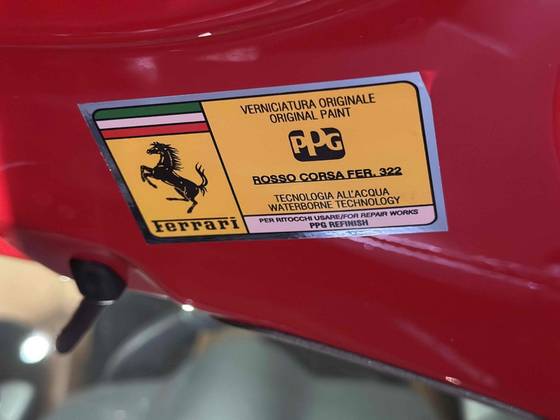 VERNICIATURA ORIGINALE
ORIGINAL PAINT
PPG
ROSSO CORSA FER. 322
TECNOLOGIA ALL'ACQUA
WATERBORNE TECHNOLOGY
Ferrari
PER RITOCCHI USARE/FOR REPAIR WORKS
PPG REFINISH